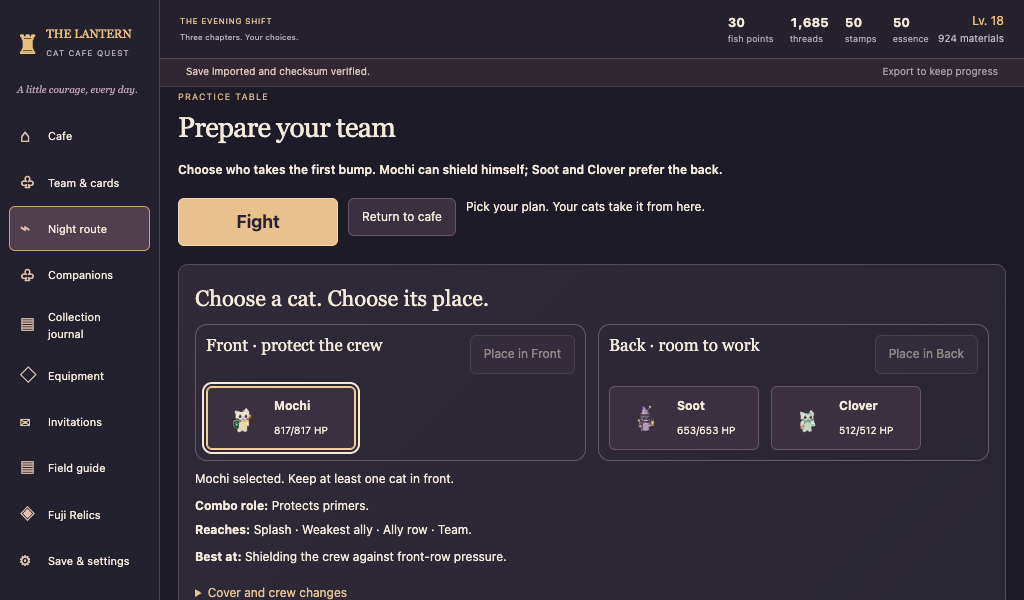 THE LANTERN
CAT CAFE QUEST
A little courage, every day.
Cafe
Team & cards
Night route
Companions
Collection
journal
Equipment
Invitations
Field guide
Fuji Relics
Save & settings
THE EVENING SHIFT
Three chapters. Your choices.
30
fish points
1,685
threads
50
stamps
50
essence
Lv. 18
924 materials
Save imported and checksum verified.
Export to keep progress
PRACTICE TABLE
Prepare your team
Choose who takes the first bump. Mochi can shield himself; Soot and Clover prefer the back.
Fight
Return to cafe
Pick your plan. Your cats take it from here.
Choose a cat. Choose its place.
Front · protect the crew
Place in Front
Mochi
817/817 HP
Back · room to work
Place in Back
Soot
653/653 HP
Clover
512/512 HP
Mochi selected. Keep at least one cat in front.
Combo role: Protects primers.
Reaches: Splash · Weakest ally · Ally row · Team.
Best at: Shielding the crew against front-row pressure.
Cover and crew changes